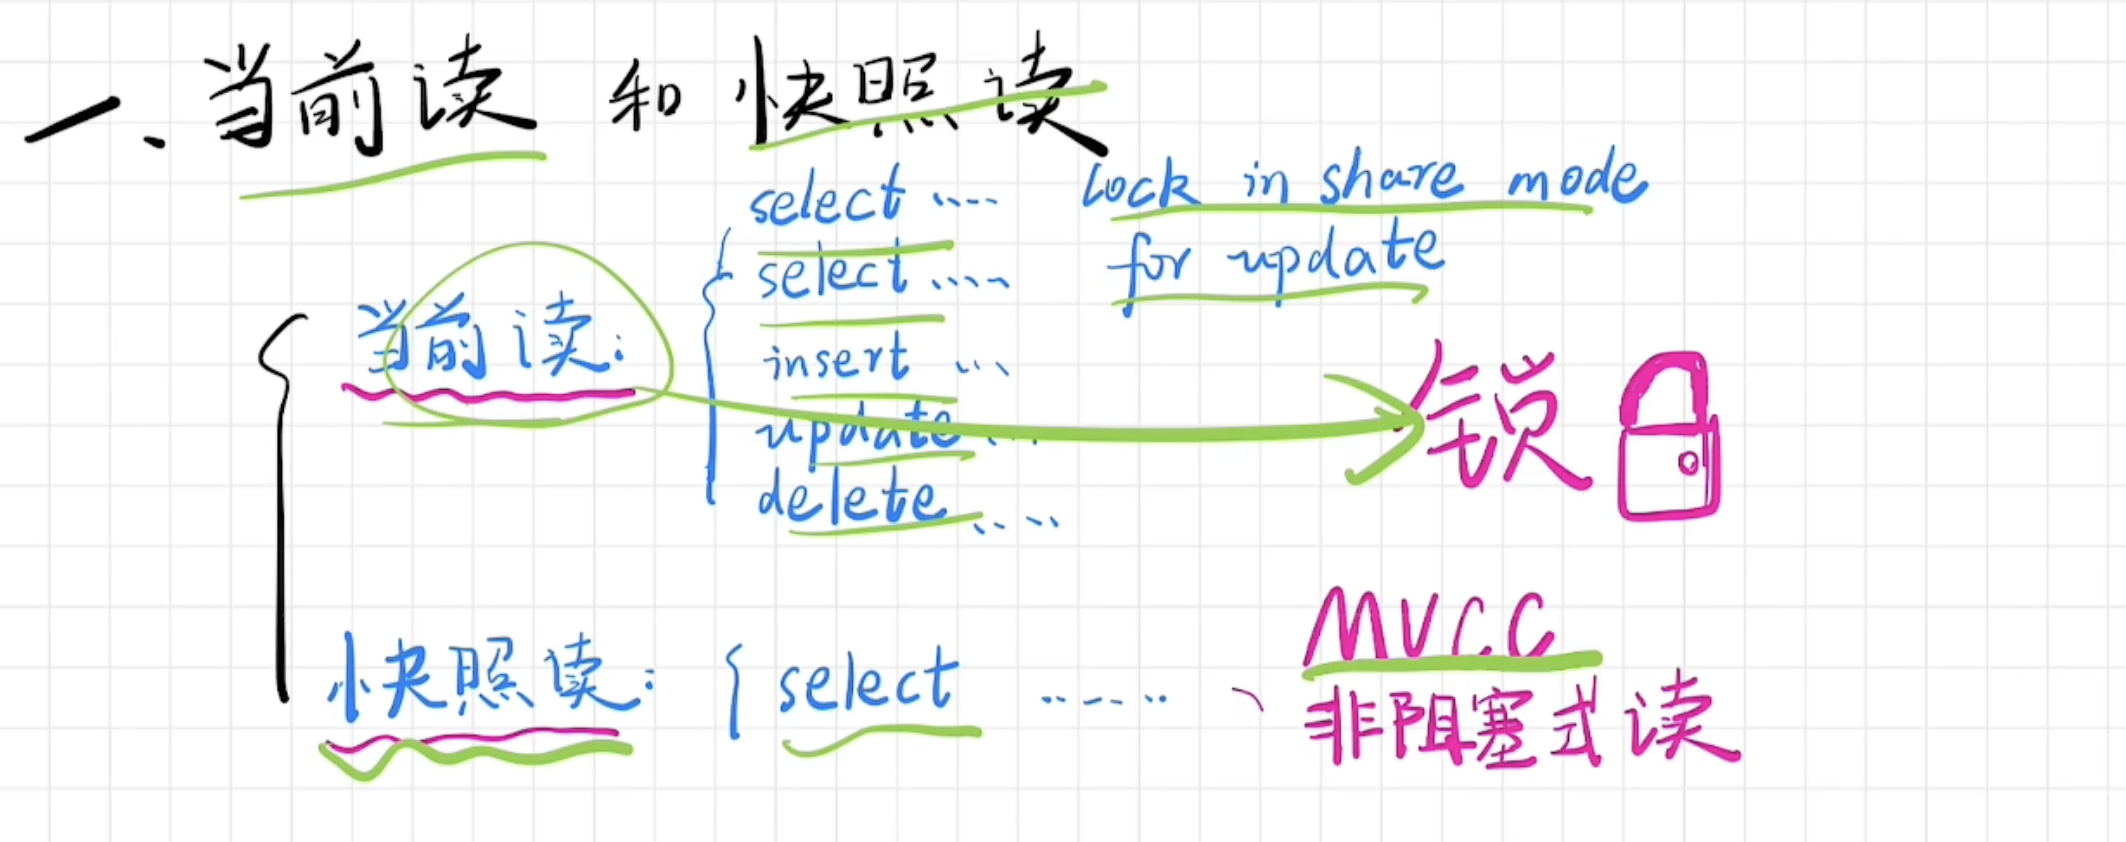 一、当前读 和 快照读
select .... lock in share mode
select .... for update
当前读:
insert ...
update ...
delete .....
锁
快照读: { select ......
MVCC
非阻塞式读